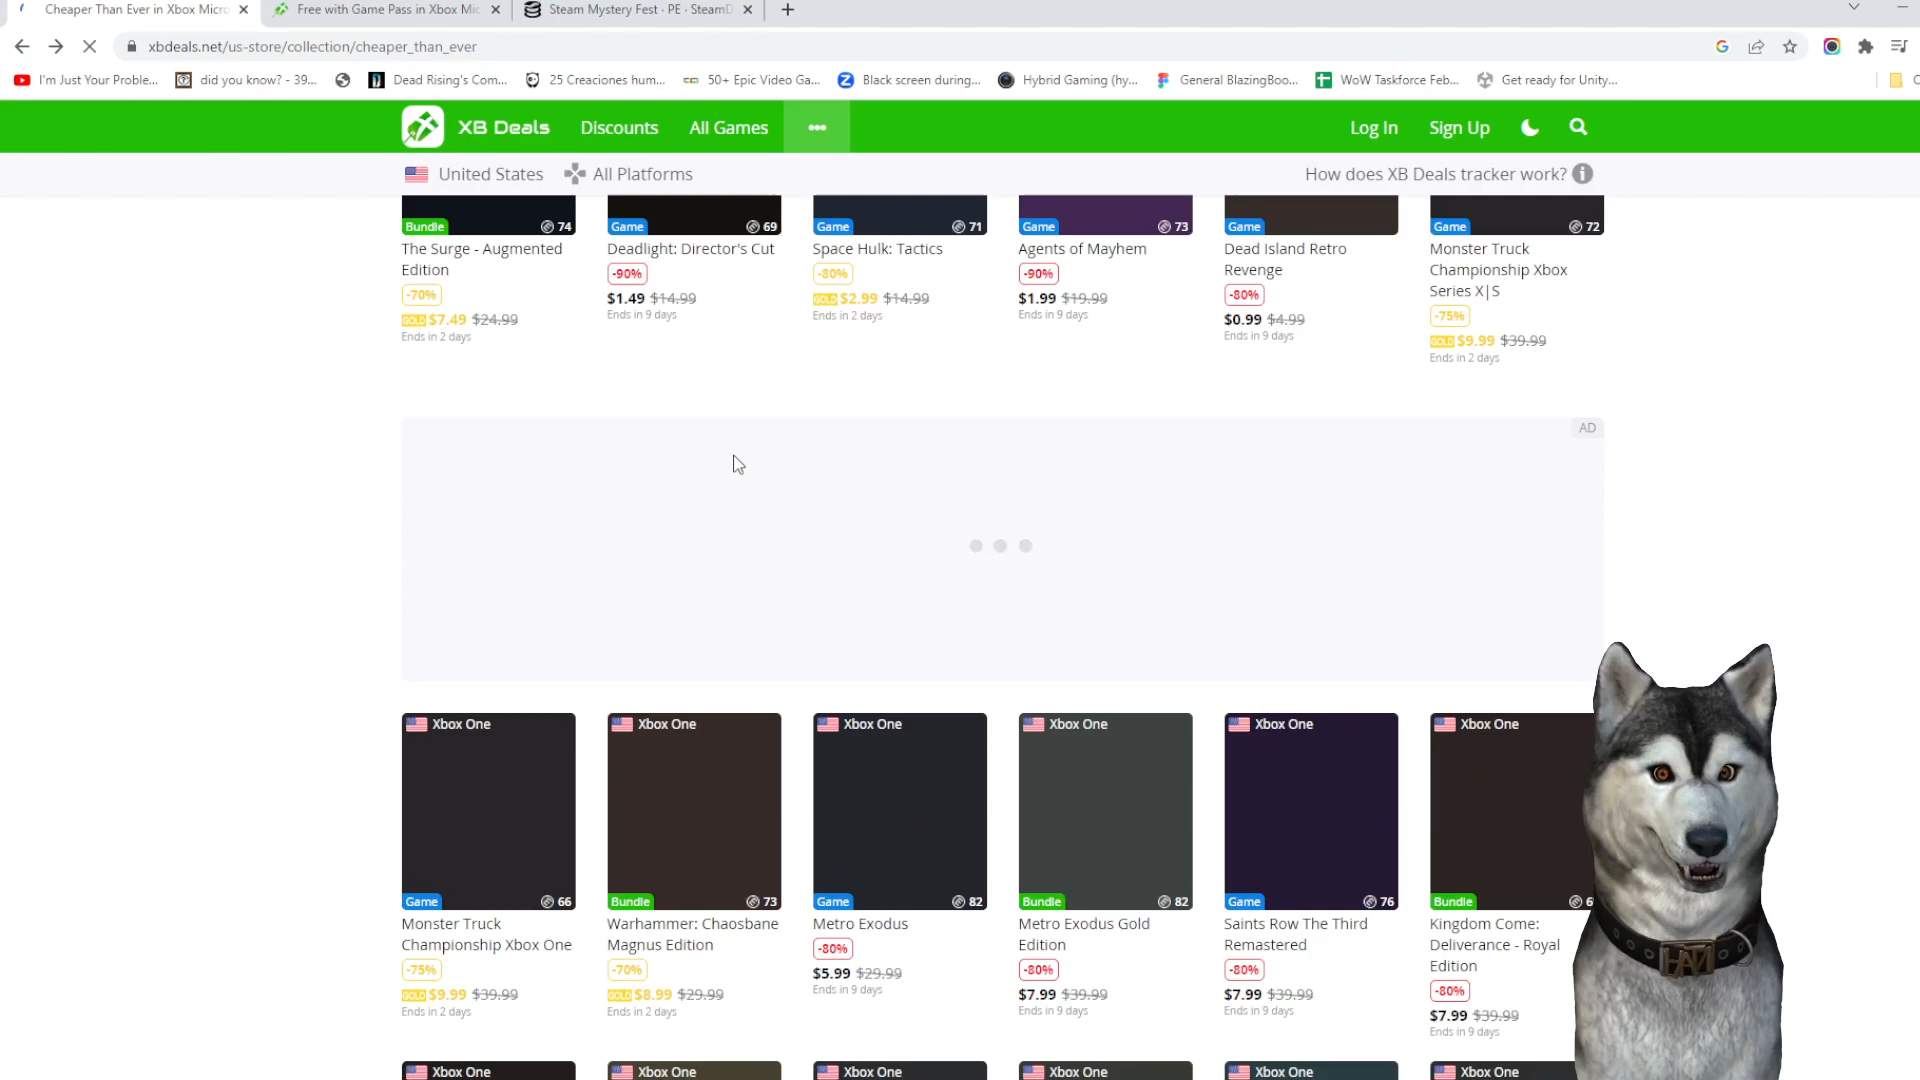 Cheaper Than Ever in Xbox Micro
Free with Game Pass in Xbox Mic
Steam Mystery Fest · PE · SteamD
xbdeals.net/us-store/collection/cheaper_than_ever
I'm Just Your Proble...
did you know? - 39...
Dead Rising's Com...
25 Creaciones hum...
50+ Epic Video Ga...
Black screen during...
Hybrid Gaming (hy...
General BlazingBoo...
WoW Taskforce Feb...
Get ready for Unity...
XB Deals Discounts All Games ••• Log In Sign Up
United States All Platforms How does XB Deals tracker work?
Bundle 74
The Surge - Augmented
Edition
-70%
GOLD $7.49 $24.99
Ends in 2 days
Game 69
Deadlight: Director's Cut
-90%
$1.49 $14.99
Ends in 9 days
Game 71
Space Hulk: Tactics
-80%
GOLD $2.99 $14.99
Ends in 2 days
Game 73
Agents of Mayhem
-90%
$1.99 $19.99
Ends in 9 days
Game
Dead Island Retro
Revenge
-80%
$0.99 $4.99
Ends in 9 days
Game 72
Monster Truck
Championship Xbox
Series X|S
-75%
GOLD $9.99 $39.99
Ends in 2 days
AD
Xbox One
Game 66
Monster Truck
Championship Xbox One
-75%
GOLD $9.99 $39.99
Ends in 2 days
Xbox One
Bundle 73
Warhammer: Chaosbane
Magnus Edition
-70%
GOLD $8.99 $29.99
Ends in 2 days
Xbox One
Game 82
Metro Exodus
-80%
$5.99 $29.99
Ends in 9 days
Xbox One
Bundle 82
Metro Exodus Gold
Edition
-80%
$7.99 $39.99
Ends in 9 days
Xbox One
Game 76
Saints Row The Third
Remastered
-80%
$7.99 $39.99
Ends in 9 days
Xbox One
Bundle
Kingdom Come:
Deliverance - Royal
Edition
-80%
$7.99 $39.99
Ends in 9 days
Xbox One
Xbox One
Xbox One
Xbox One
Xbox One
Xbox One